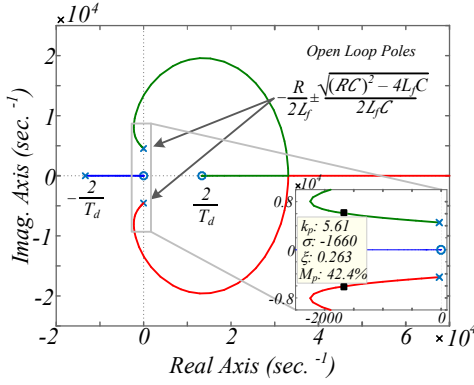 ×10⁴
2
1
0
-1
-2
Imag. Axis (sec. ⁻¹)
Open Loop Poles
-R/2L_f ± √((RC)² − 4L_fC)/2L_fC
-2/T_d
2/T_d
×10⁴
0.8
0
-0.8
k_p: 5.61
σ: -1660
ξ: 0.263
M_p: 42.4%
-2
0
-2
0
2
4
6
×10⁴
Real Axis (sec. ⁻¹)